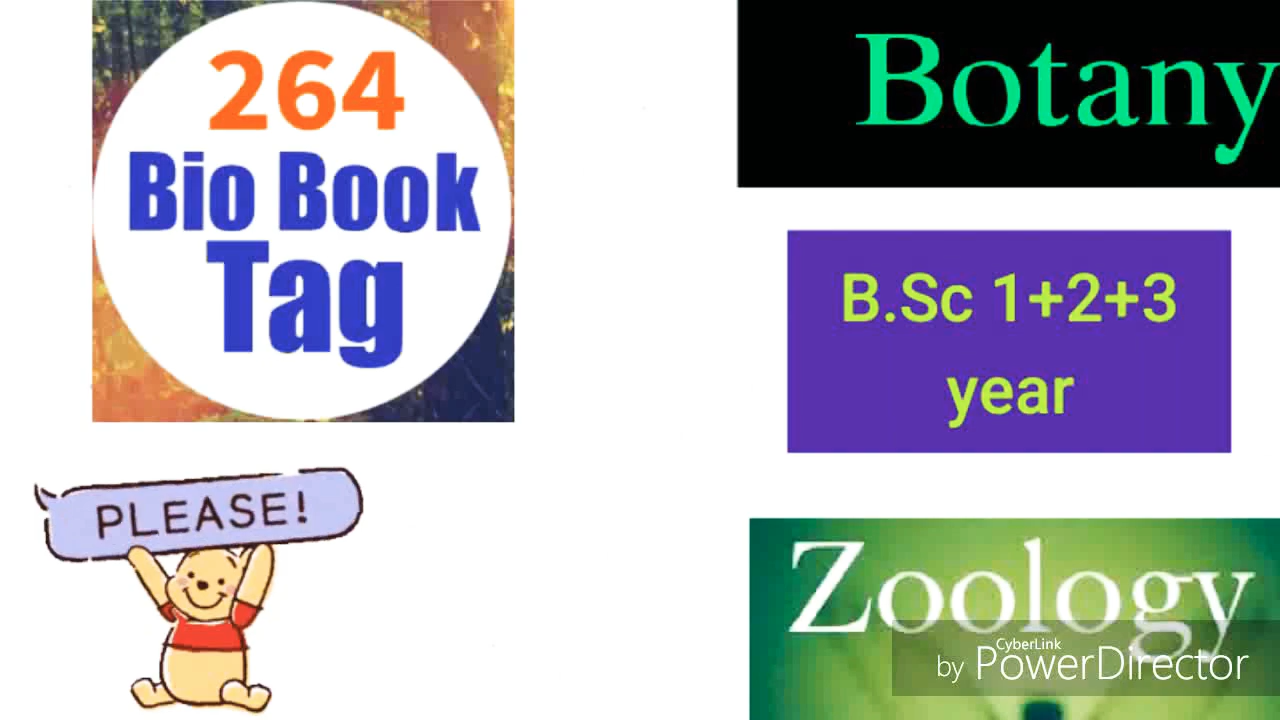 264
Bio Book
Tag
PLEASE!
Botany
B.Sc 1+2+3
year
Zoology
CyberLink
by PowerDirector